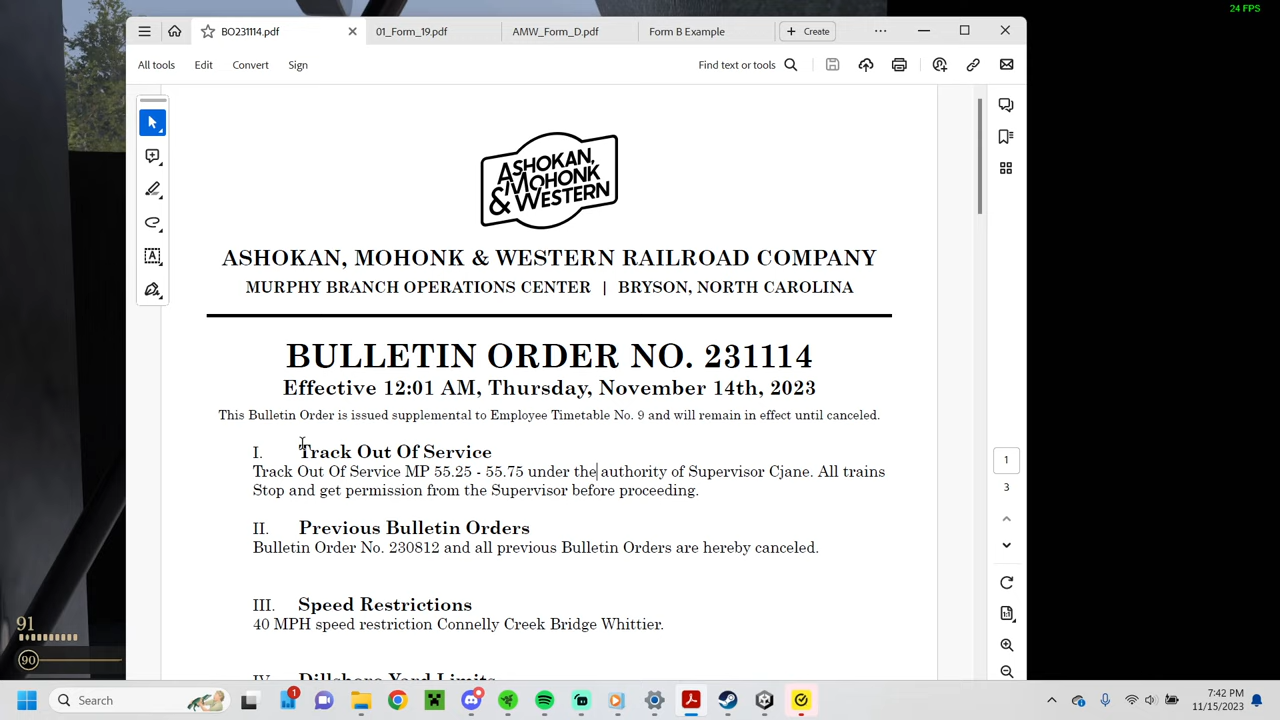 24 FPS
BO231114.pdf
01_Form_19.pdf
AMW_Form_D.pdf
Form B Example
+ Create
All tools
Edit
Convert
Sign
Find text or tools
ASHOKAN,
MOHONK
& WESTERN
ASHOKAN, MOHONK & WESTERN RAILROAD COMPANY
MURPHY BRANCH OPERATIONS CENTER | BRYSON, NORTH CAROLINA
BULLETIN ORDER NO. 231114
Effective 12:01 AM, Thursday, November 14th, 2023
This Bulletin Order is issued supplemental to Employee Timetable No. 9 and will remain in effect until canceled.
I. Track Out Of Service
Track Out Of Service MP 55.25 - 55.75 under the authority of Supervisor Cjane. All trains
Stop and get permission from the Supervisor before proceeding.
II. Previous Bulletin Orders
Bulletin Order No. 230812 and all previous Bulletin Orders are hereby canceled.
III. Speed Restrictions
40 MPH speed restriction Connelly Creek Bridge Whittier.
IV. Dillsboro Yard Limits
1
3
91
90
Search
1
7:42 PM
11/15/2023